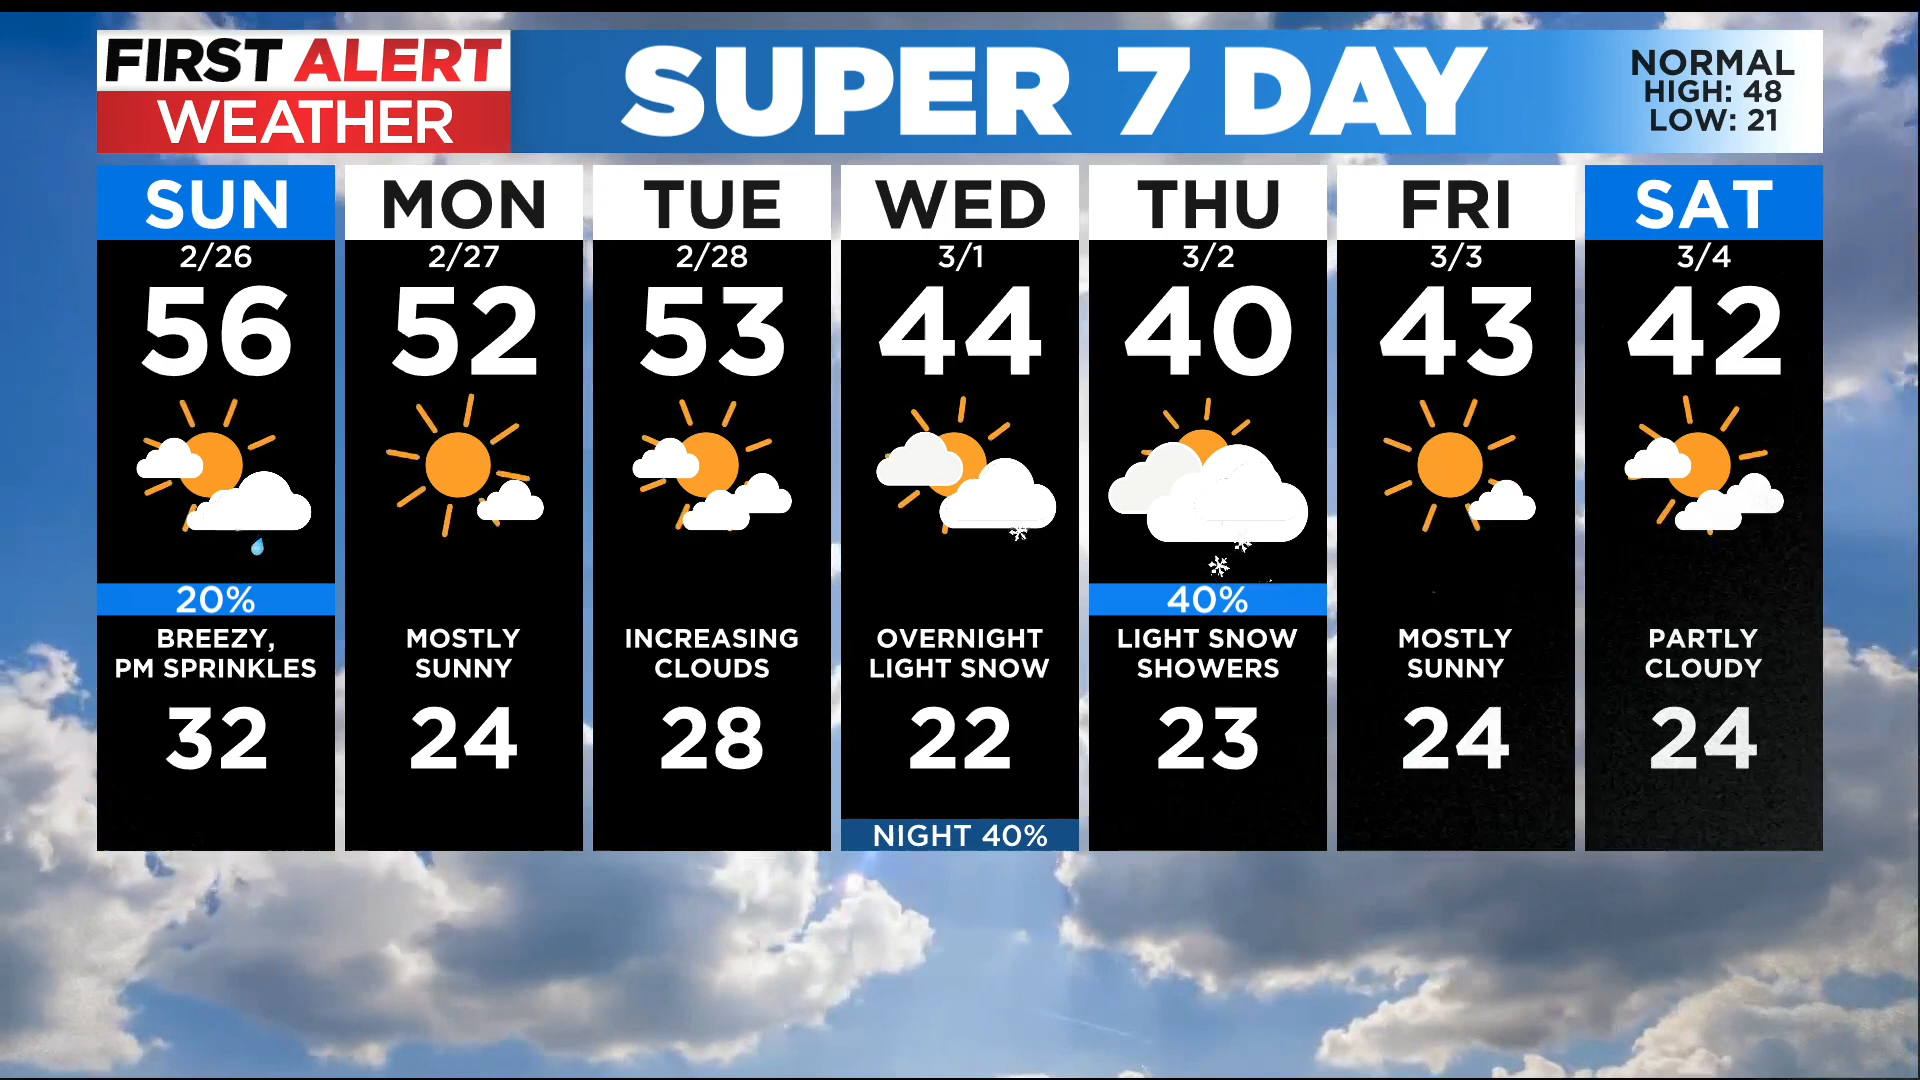 FIRST ALERT
WEATHER
SUPER 7 DAY
NORMAL
HIGH: 48
LOW: 21
SUN
2/26
56
20%
BREEZY,
PM SPRINKLES
32
MON
2/27
52
MOSTLY
SUNNY
24
TUE
2/28
53
INCREASING
CLOUDS
28
WED
3/1
44
OVERNIGHT
LIGHT SNOW
22
NIGHT 40%
THU
3/2
40
40%
LIGHT SNOW
SHOWERS
23
FRI
3/3
43
MOSTLY
SUNNY
24
SAT
3/4
42
PARTLY
CLOUDY
24